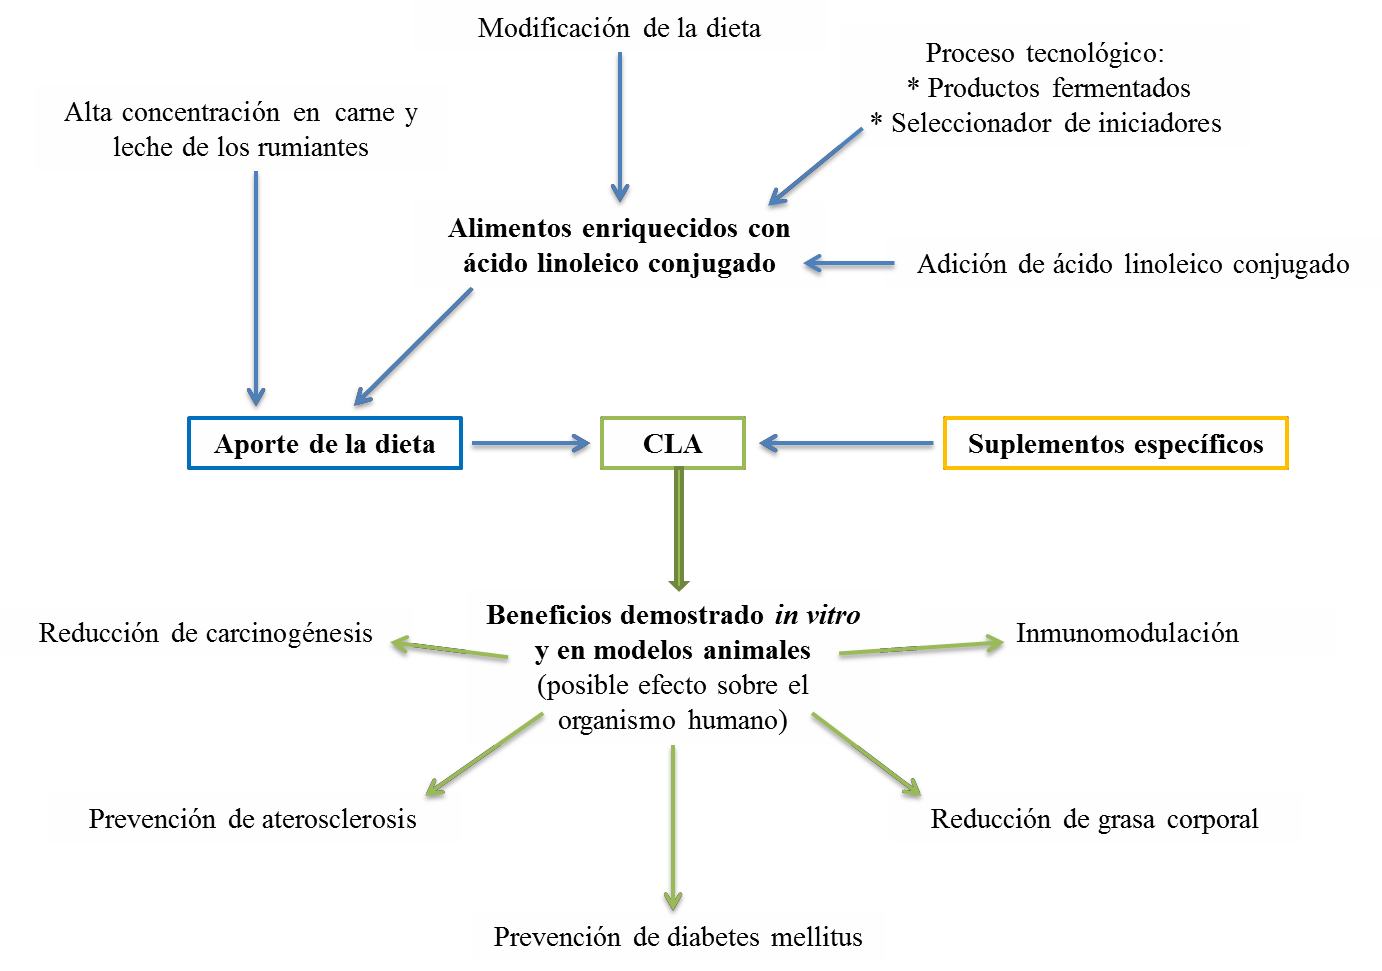 Modificación de la dieta
Proceso tecnológico:
* Productos fermentados
* Seleccionador de iniciadores
Alta concentración en carne y
leche de los rumiantes
Alimentos enriquecidos con
ácido linoleico conjugado
Adición de ácido linoleico conjugado
Aporte de la dieta
CLA
Suplementos específicos
Beneficios demostrado in vitro
y en modelos animales
(posible efecto sobre el
organismo humano)
Reducción de carcinogénesis
Inmunomodulación
Prevención de aterosclerosis
Reducción de grasa corporal
Prevención de diabetes mellitus